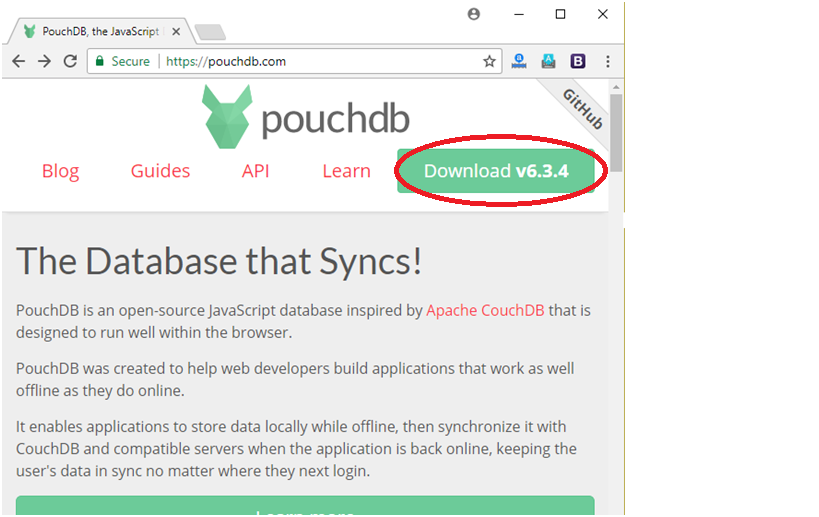 PouchDB, the JavaScript
Secure https://pouchdb.com
GitHub
pouchdb
Blog Guides API Learn Download v6.3.4
The Database that Syncs!
PouchDB is an open-source JavaScript database inspired by Apache CouchDB that is
designed to run well within the browser.
PouchDB was created to help web developers build applications that work as well
offline as they do online.
It enables applications to store data locally while offline, then synchronize it with
CouchDB and compatible servers when the application is back online, keeping the
user's data in sync no matter where they next login.
Learn more